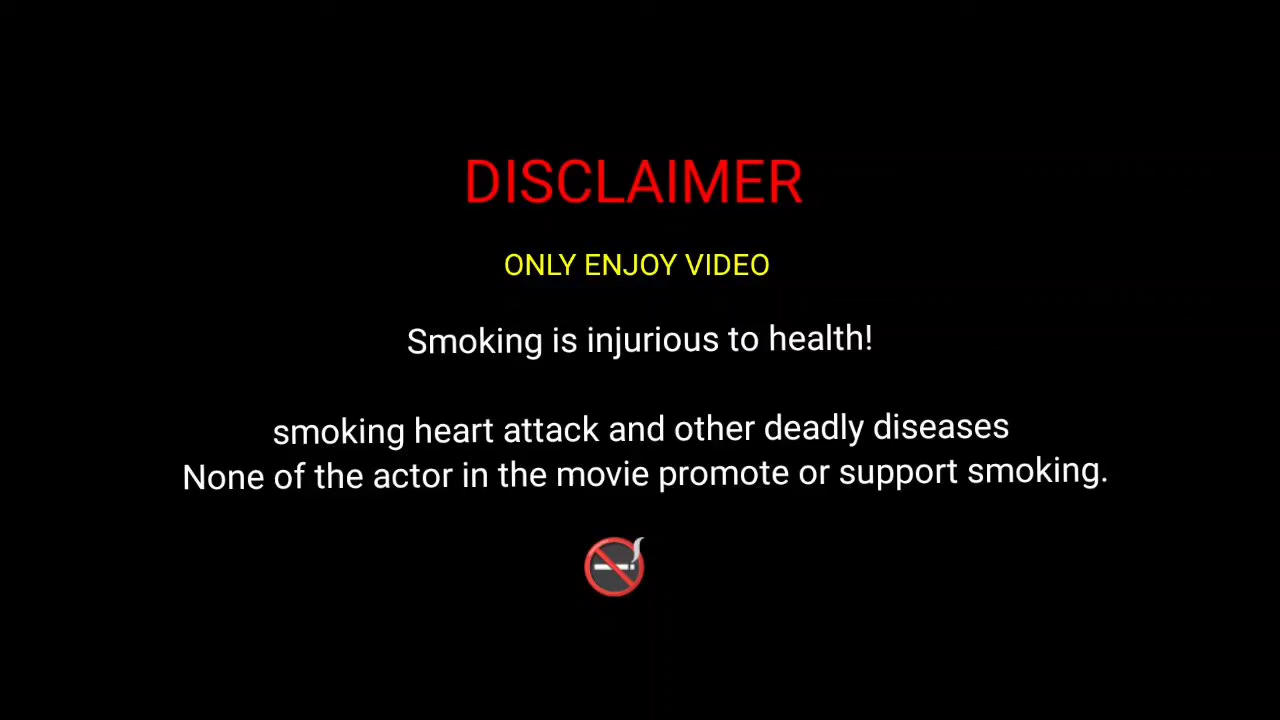 DISCLAIMER
ONLY ENJOY VIDEO
Smoking is injurious to health!
smoking heart attack and other deadly diseases
None of the actor in the movie promote or support smoking.